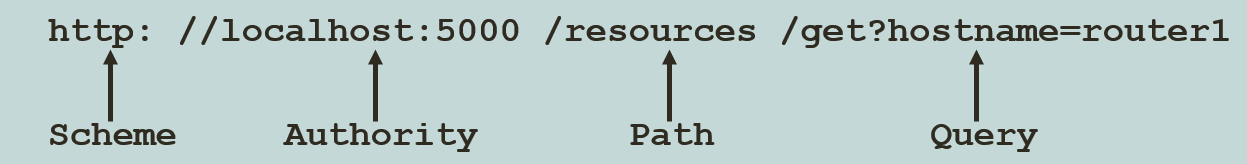 http: //localhost:5000 /resources /get?hostname=router1
Scheme Authority Path Query